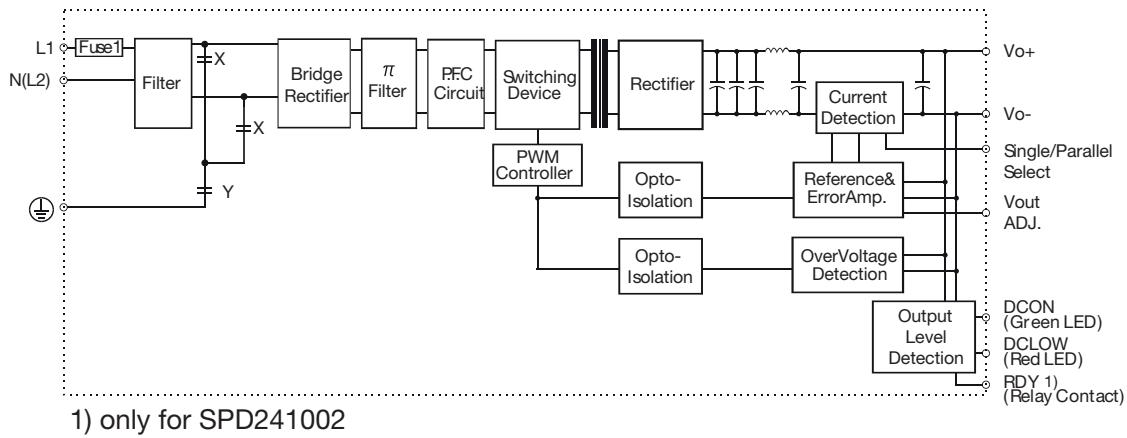 L1
Fuse1
N(L2)
Filter
X
X
Y
Bridge
Rectifier
π
Filter
P.F.C
Circuit
Switching
Device
Rectifier
Current
Detection
Vo+
Vo-
Single/Parallel
Select
PWM
Controller
Opto-
Isolation
Reference&
ErrorAmp.
Vout
ADJ.
Opto-
Isolation
OverVoltage
Detection
Output
Level
Detection
DCON
(Green LED)
DCLOW
(Red LED)
RDY 1)
(Relay Contact)
1) only for SPD241002